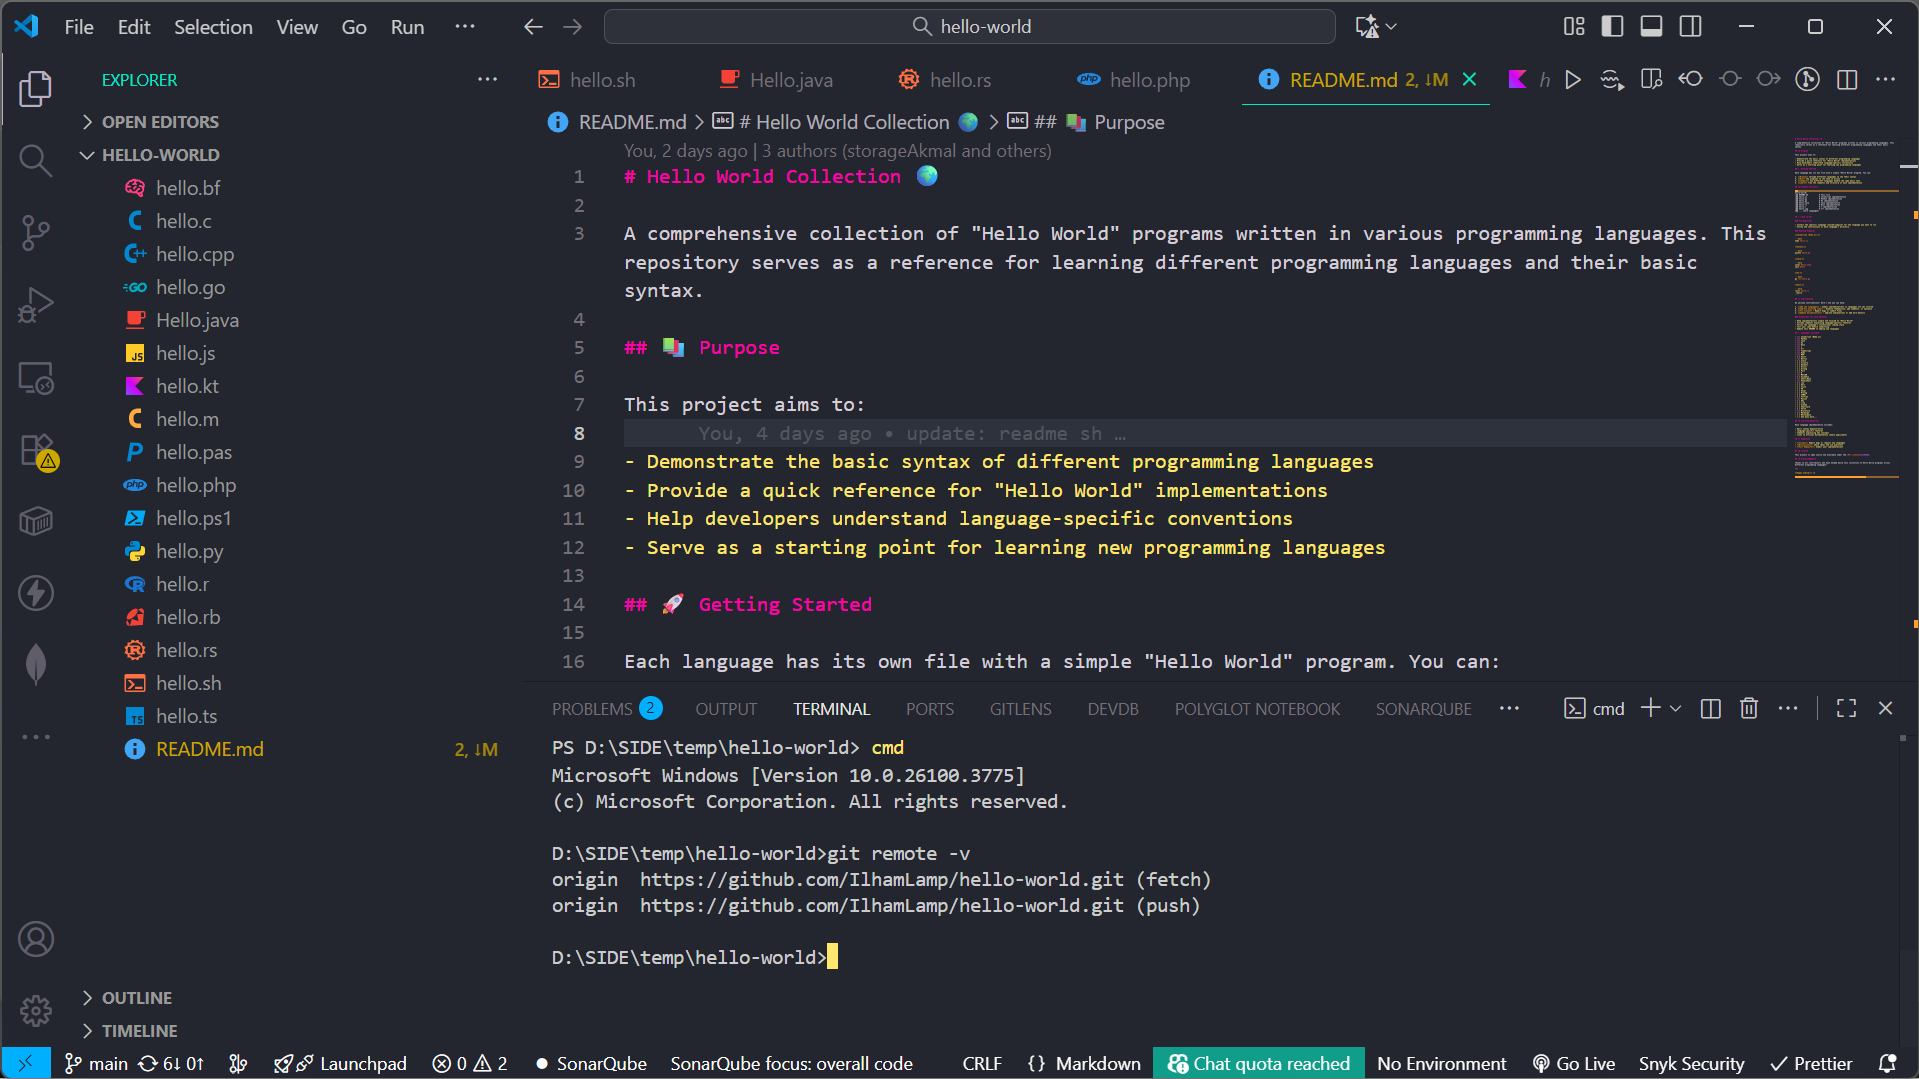 File Edit Selection View Go Run ···
hello-world
EXPLORER ···
OPEN EDITORS
HELLO-WORLD
hello.bf
hello.c
hello.cpp
hello.go
Hello.java
hello.js
hello.kt
hello.m
hello.pas
hello.php
hello.ps1
hello.py
hello.r
hello.rb
hello.rs
hello.sh
hello.ts
README.md 2, ↓M
OUTLINE
TIMELINE
hello.sh Hello.java hello.rs hello.php README.md 2, ↓M h
README.md > # Hello World Collection 🌍 > ## 📚 Purpose
You, 2 days ago | 3 authors (storageAkmal and others)
1 # Hello World Collection 🌍
2
3 A comprehensive collection of "Hello World" programs written in various programming languages. This
repository serves as a reference for learning different programming languages and their basic
syntax.
4
5 ## 📚 Purpose
6
7 This project aims to:
8 You, 4 days ago • update: readme sh …
9 - Demonstrate the basic syntax of different programming languages
10 - Provide a quick reference for "Hello World" implementations
11 - Help developers understand language-specific conventions
12 - Serve as a starting point for learning new programming languages
13
14 ## 🚀 Getting Started
15
16 Each language has its own file with a simple "Hello World" program. You can:
PROBLEMS 2 OUTPUT TERMINAL PORTS GITLENS DEVDB POLYGLOT NOTEBOOK SONARQUBE ··· cmd
PS D:\SIDE\temp\hello-world> cmd
Microsoft Windows [Version 10.0.26100.3775]
(c) Microsoft Corporation. All rights reserved.
D:\SIDE\temp\hello-world>git remote -v
origin https://github.com/IlhamLamp/hello-world.git (fetch)
origin https://github.com/IlhamLamp/hello-world.git (push)
D:\SIDE\temp\hello-world>
main 6↓ 0↑ Launchpad 0 2 SonarQube SonarQube focus: overall code CRLF {} Markdown Chat quota reached No Environment Go Live Snyk Security Prettier